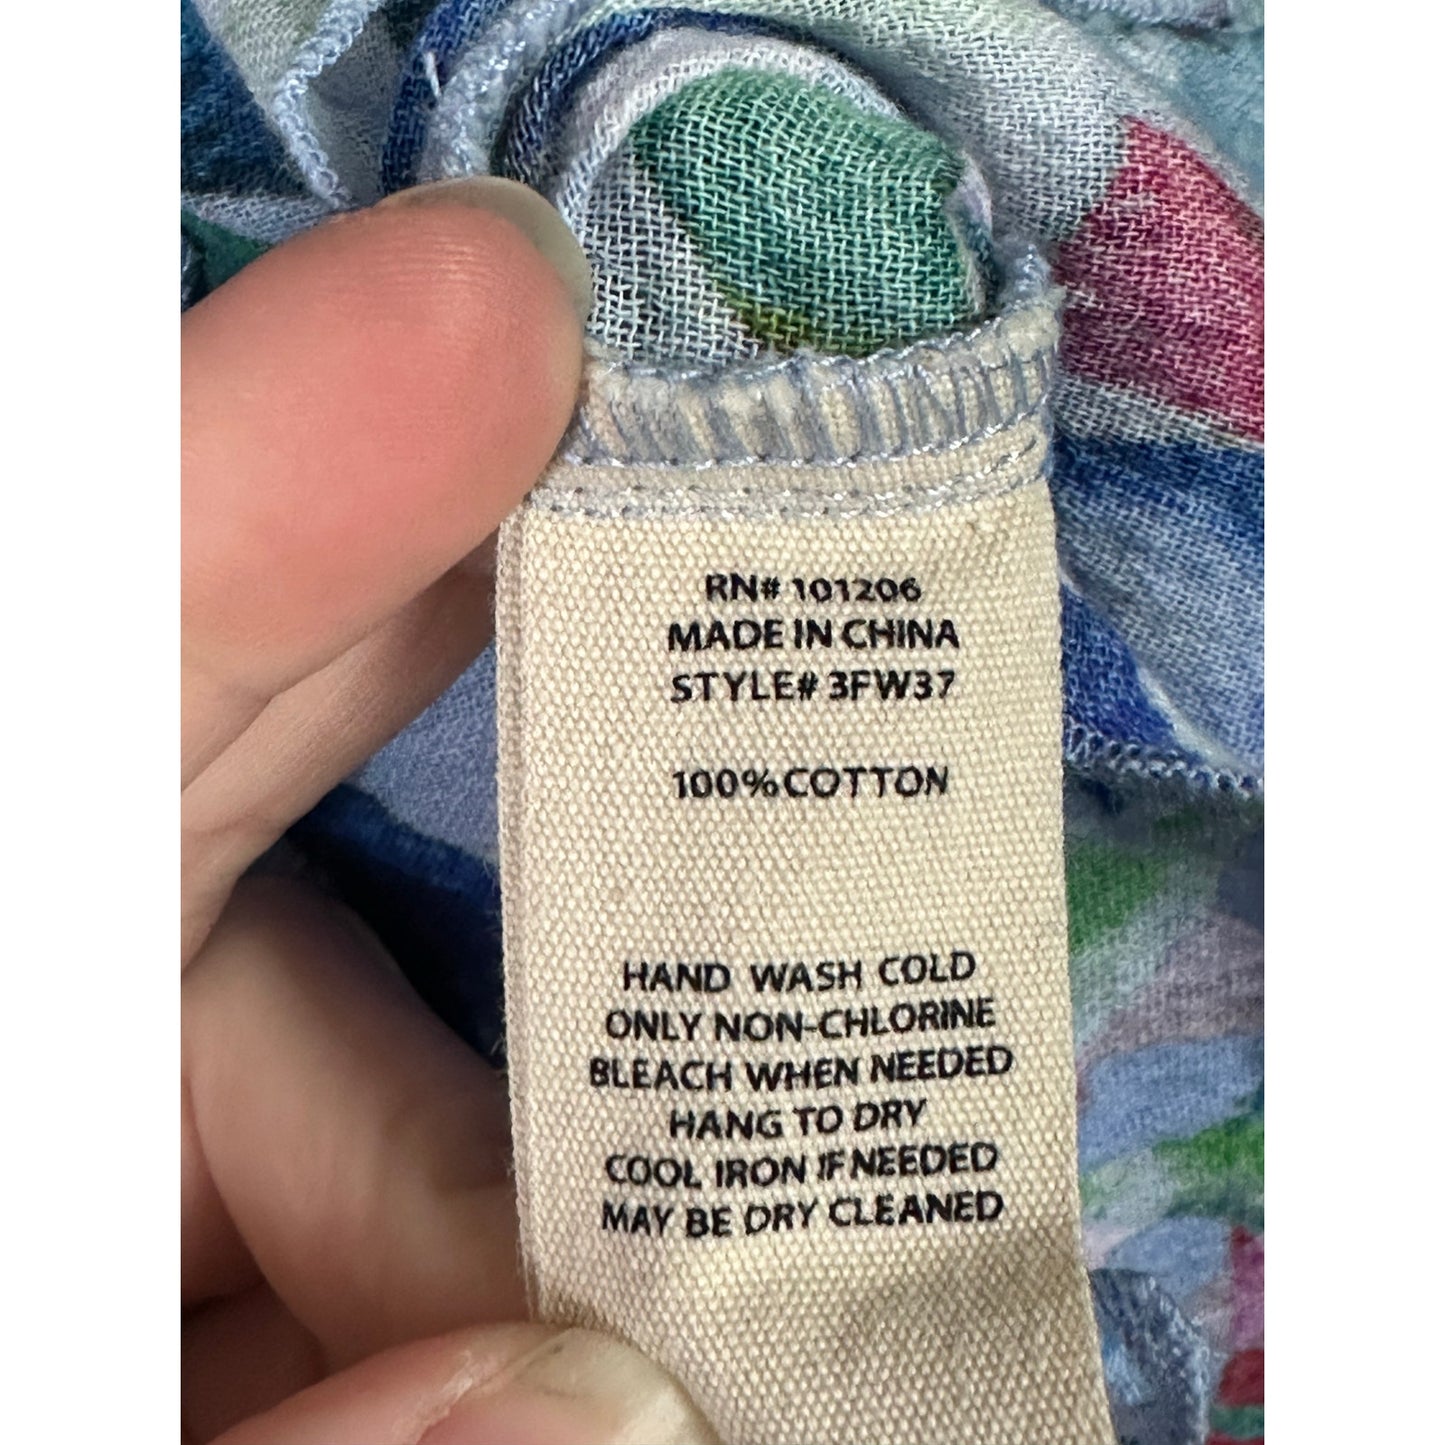 RN# 101206
MADE IN CHINA
STYLE# 3FW37
100% COTTON
HAND WASH COLD
ONLY NON-CHLORINE
BLEACH WHEN NEEDED
HANG TO DRY
COOL IRON IF NEEDED
MAY BE DRY CLEANED